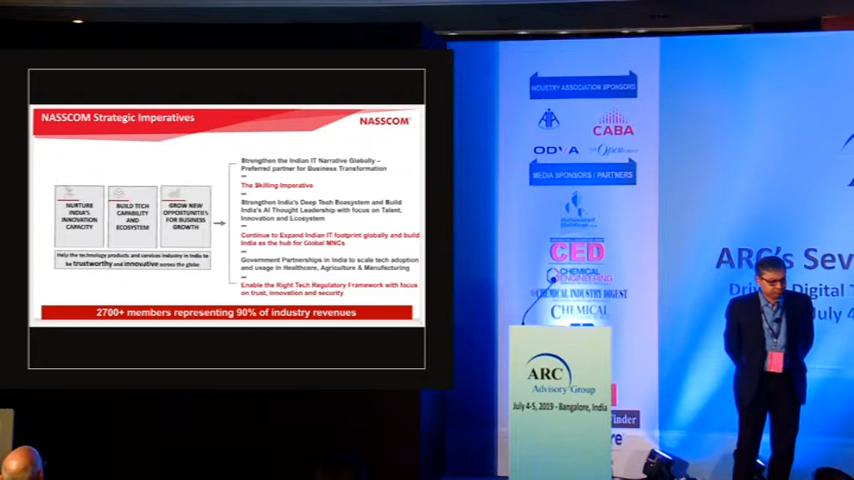 NASSCOM Strategic Imperatives
NASSCOM
NURTURE
INDIA'S
INNOVATION
CAPACITY
BUILD TECH
CAPABILITY
AND
ECOSYSTEM
GROW NEW
OPPORTUNITIES
FOR BUSINESS
GROWTH
Help the technology products and services industry in India to
be trustworthy and innovative across the globe
Strengthen the Indian IT Narrative Globally –
Preferred partner for Business Transformation
The Skilling Imperative
Strengthen India's Deep Tech Ecosystem and Build
India's AI Thought Leadership with focus on Talent,
Innovation and Ecosystem
Continue to Expand Indian IT footprint globally and build
India as the hub for Global MNCs
Government Partnerships in India to scale tech adoption
and usage in Healthcare, Agriculture & Manufacturing
Enable the Right Tech Regulatory Framework with focus
on trust, innovation and security
2700+ members representing 90% of industry revenues
INDUSTRY ASSOCIATION SPONSORS
CABA
ODVA
MEDIA SPONSORS / PARTNERS
CED
CHEMICAL
ENGINEERING
CHEMICAL INDUSTRY DIGEST
CHEMICAL
ARC
Advisory Group
July 4-5, 2019 - Bangalore, India
ARC's Sev
Digital T
July 4